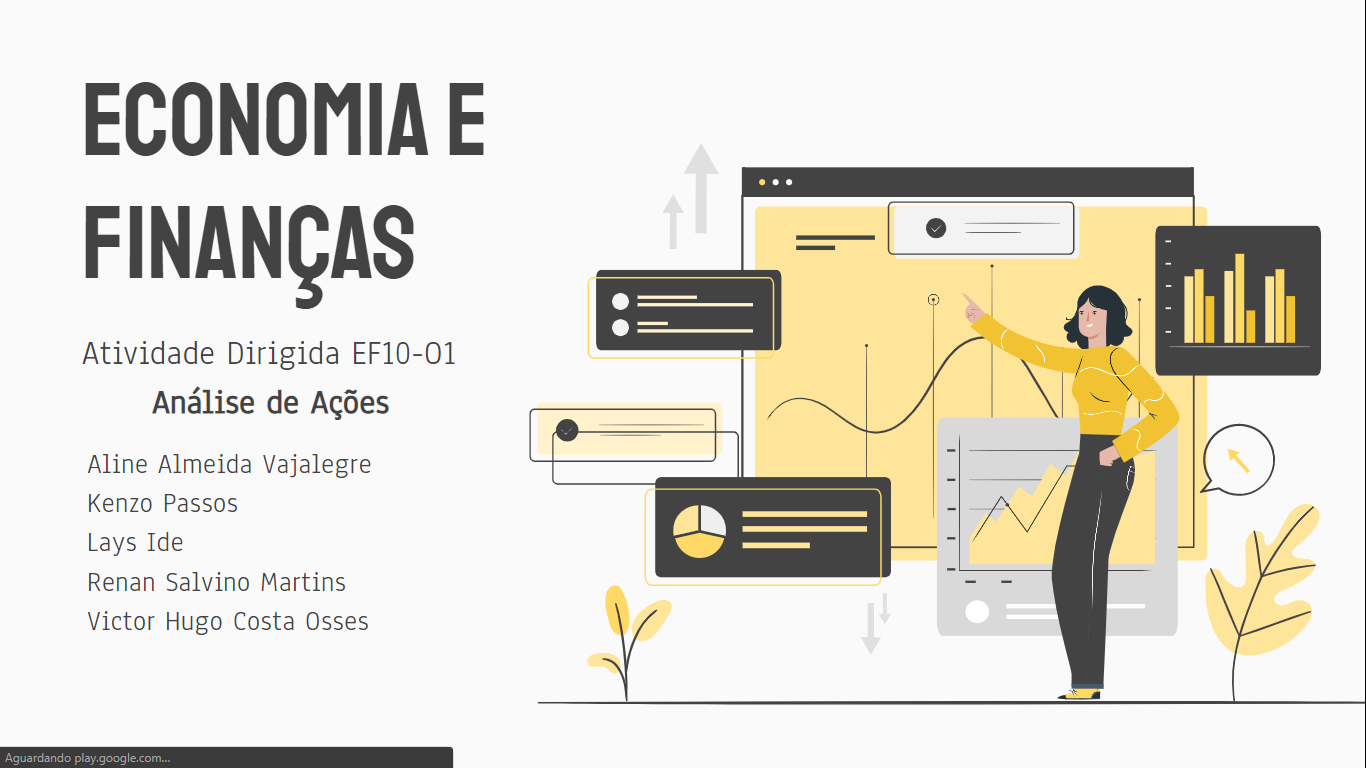 ECONOMIA E
FINANÇAS
Atividade Dirigida EF10-01
Análise de Ações
Aline Almeida Vajalegre
Kenzo Passos
Lays Ide
Renan Salvino Martins
Victor Hugo Costa Osses
Aguardando play.google.com...